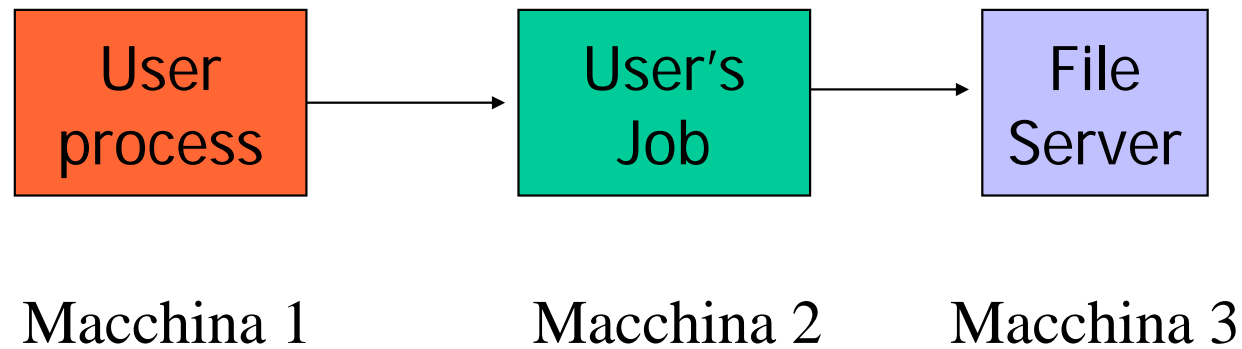 User
process
User's
Job
File
Server
Macchina 1
Macchina 2
Macchina 3